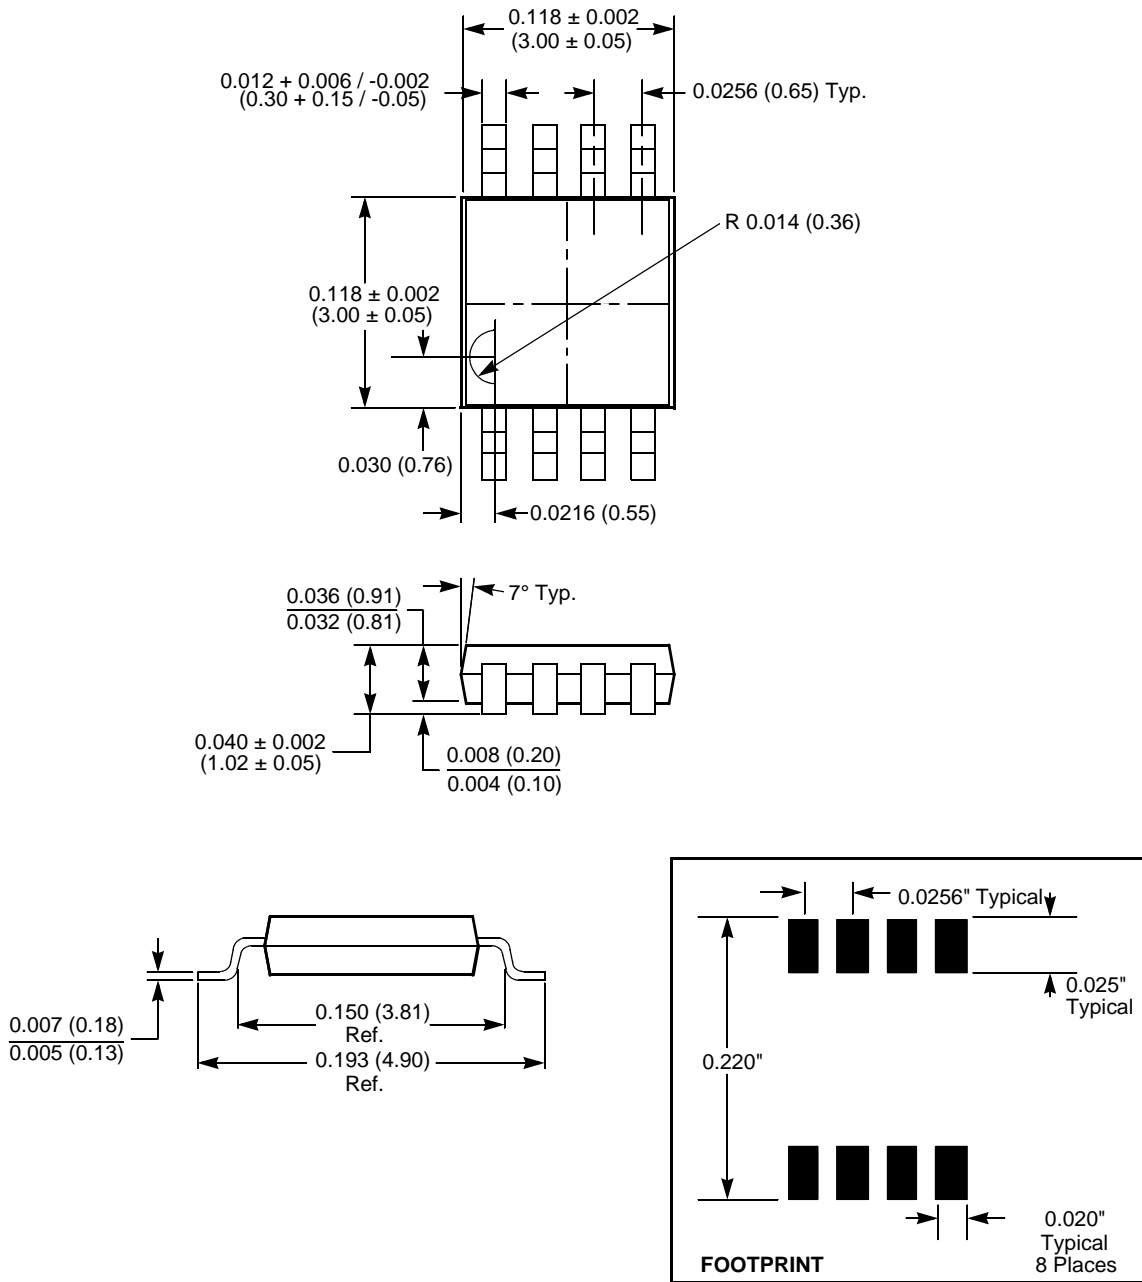 0.118 ± 0.002
(3.00 ± 0.05)
0.012 + 0.006 / -0.002
(0.30 + 0.15 / -0.05)
0.0256 (0.65) Typ.
R 0.014 (0.36)
0.118 ± 0.002
(3.00 ± 0.05)
0.030 (0.76)
0.0216 (0.55)
7° Typ.
0.036 (0.91)
0.032 (0.81)
0.040 ± 0.002
(1.02 ± 0.05)
0.008 (0.20)
0.004 (0.10)
0.007 (0.18)
0.005 (0.13)
0.150 (3.81)
Ref.
0.193 (4.90)
Ref.
0.0256" Typical
0.025"
Typical
0.220"
0.020"
Typical
8 Places
FOOTPRINT